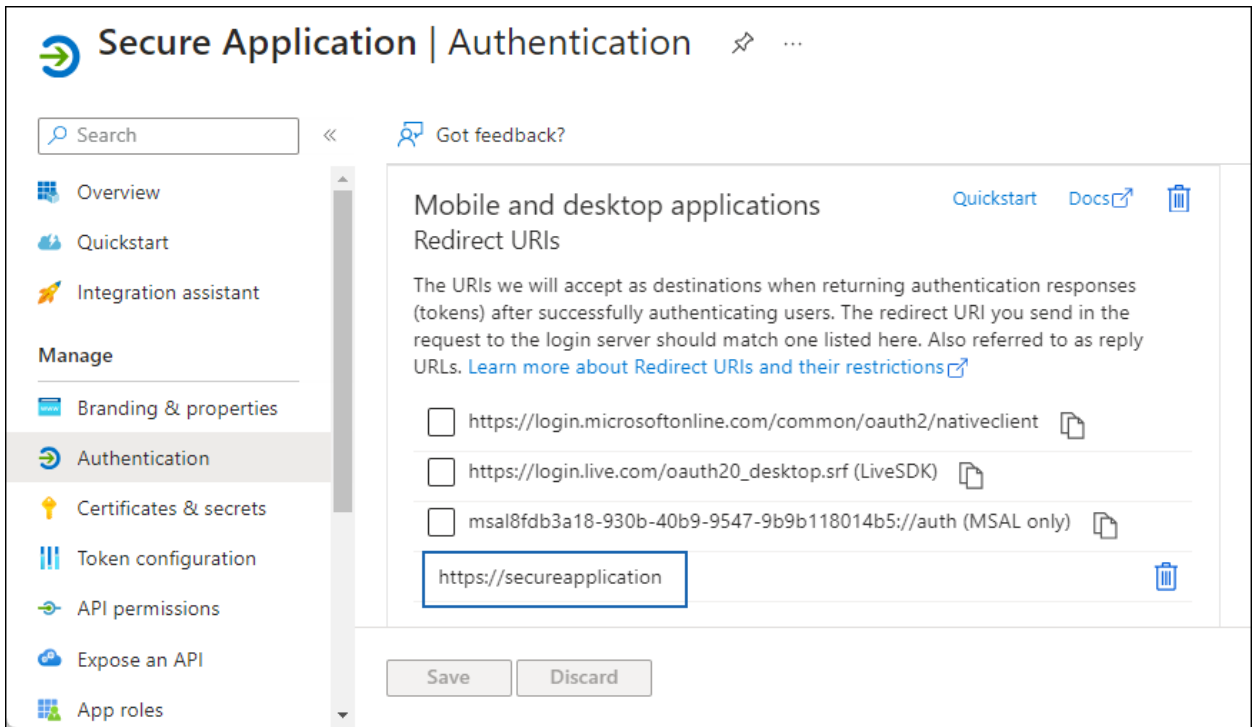 Secure Application | Authentication
Search
Got feedback?
Overview
Quickstart
Integration assistant
Manage
Branding & properties
Authentication
Certificates & secrets
Token configuration
API permissions
Expose an API
App roles
Mobile and desktop applications
Quickstart
Docs
Redirect URIs
The URIs we will accept as destinations when returning authentication responses
(tokens) after successfully authenticating users. The redirect URI you send in the
request to the login server should match one listed here. Also referred to as reply
URLs. Learn more about Redirect URIs and their restrictions
https://login.microsoftonline.com/common/oauth2/nativeclient
https://login.live.com/oauth20_desktop.srf (LiveSDK)
msal8fdb3a18-930b-40b9-9547-9b9b118014b5://auth (MSAL only)
https://secureapplication
Save
Discard